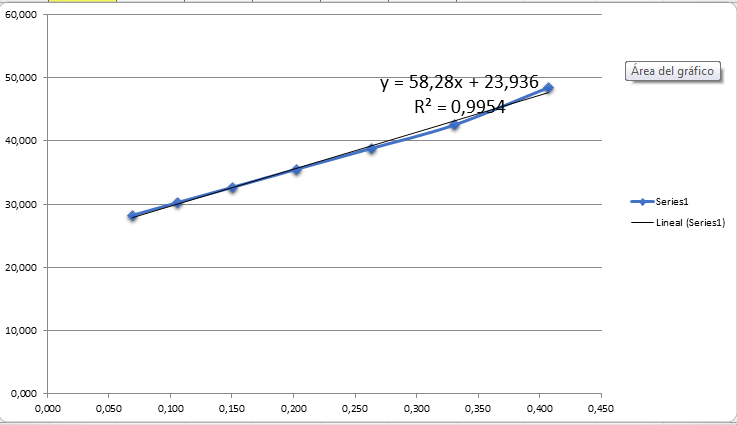 60,000
50,000
40,000
30,000
20,000
10,000
0,000
y = 58,28x + 23,936
R² = 0,9954
Área del gráfico
Series1
Lineal (Series1)
0,000 0,050 0,100 0,150 0,200 0,250 0,300 0,350 0,400 0,450